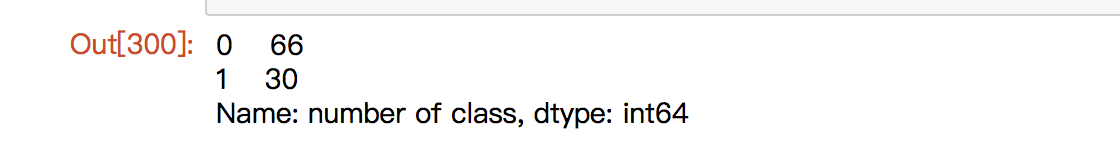 Out[300]: 0 66
1 30
Name: number of class, dtype: int64